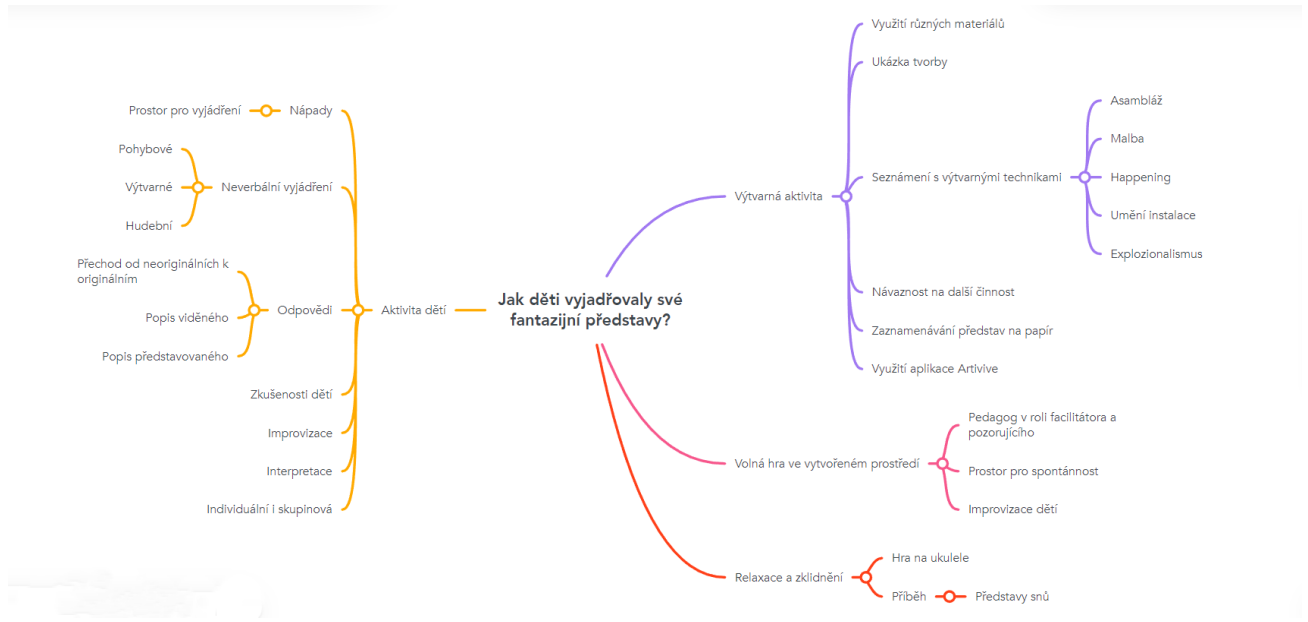 Jak děti vyjadřovaly své
fantazijní představy?
Aktivita dětí
Nápady
Prostor pro vyjádření
Neverbální vyjádření
Pohybové
Výtvarné
Hudební
Odpovědi
Přechod od neoriginálních k
originálním
Popis viděného
Popis představovaného
Zkušenosti dětí
Improvizace
Interpretace
Individuální i skupinová
Výtvarná aktivita
Využití různých materiálů
Ukázka tvorby
Seznámení s výtvarnými technikami
Asambláž
Malba
Happening
Umění instalace
Explozionalismus
Návaznost na další činnost
Zaznamenávání představ na papír
Využití aplikace Artivive
Volná hra ve vytvořeném prostředí
Pedagog v roli facilitátora a
pozorujícího
Prostor pro spontánnost
Improvizace dětí
Relaxace a zklidnění
Hra na ukulele
Příběh
Představy snů